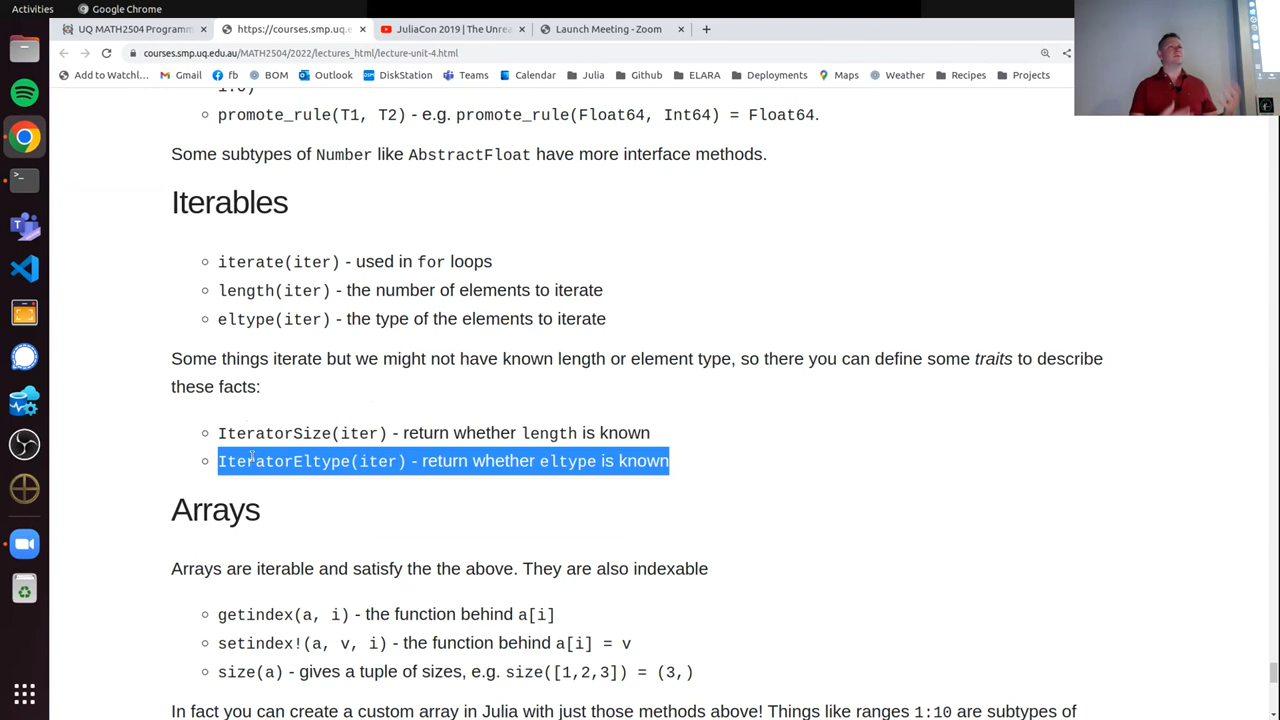 Activities
Google Chrome
UQ MATH2504 Programm
https://courses.smp.uq.e
JuliaCon 2019 | The Unrea
Launch Meeting - Zoom
courses.smp.uq.edu.au/MATH2504/2022/lectures_html/lecture-unit-4.html
Add to Watchl... Gmail fb BOM Outlook DiskStation Teams Calendar Julia Github ELARA Deployments Maps Weather Recipes Projects
1.0)
promote_rule(T1, T2) - e.g. promote_rule(Float64, Int64) = Float64.
Some subtypes of Number like AbstractFloat have more interface methods.
Iterables
iterate(iter) - used in for loops
length(iter) - the number of elements to iterate
eltype(iter) - the type of the elements to iterate
Some things iterate but we might not have known length or element type, so there you can define some traits to describe
these facts:
IteratorSize(iter) - return whether length is known
IteratorEltype(iter) - return whether eltype is known
Arrays
Arrays are iterable and satisfy the the above. They are also indexable
getindex(a, i) - the function behind a[i]
setindex!(a, v, i) - the function behind a[i] = v
size(a) - gives a tuple of sizes, e.g. size([1,2,3]) = (3,)
In fact you can create a custom array in Julia with just those methods above! Things like ranges 1:10 are subtypes of